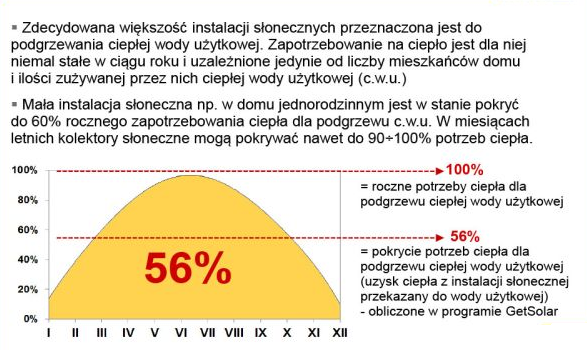 ▪ Zdecydowana większość instalacji słonecznych przeznaczona jest do
podgrzewania ciepłej wody użytkowej. Zapotrzebowanie na ciepło jest dla niej
niemal stałe w ciągu roku i uzależnione jedynie od liczby mieszkańców domu
i ilości zużywanej przez nich ciepłej wody użytkowej (c.w.u.)
▪ Mała instalacja słoneczna np. w domu jednorodzinnym jest w stanie pokryć
do 60% rocznego zapotrzebowania ciepła dla podgrzewu c.w.u. W miesiącach
letnich kolektory słoneczne mogą pokrywać nawet do 90÷100% potrzeb ciepła.
100%
80%
60%
40%
20%
0%
I II III IV V VI VII VIII IX X XI XII
56%
100%
= roczne potrzeby ciepła dla
podgrzewu ciepłej wody użytkowej
56%
= pokrycie potrzeb ciepła dla
podgrzewu ciepłej wody użytkowej
(uzysk ciepła z instalacji słonecznej
przekazany do wody użytkowej)
- obliczone w programie GetSolar